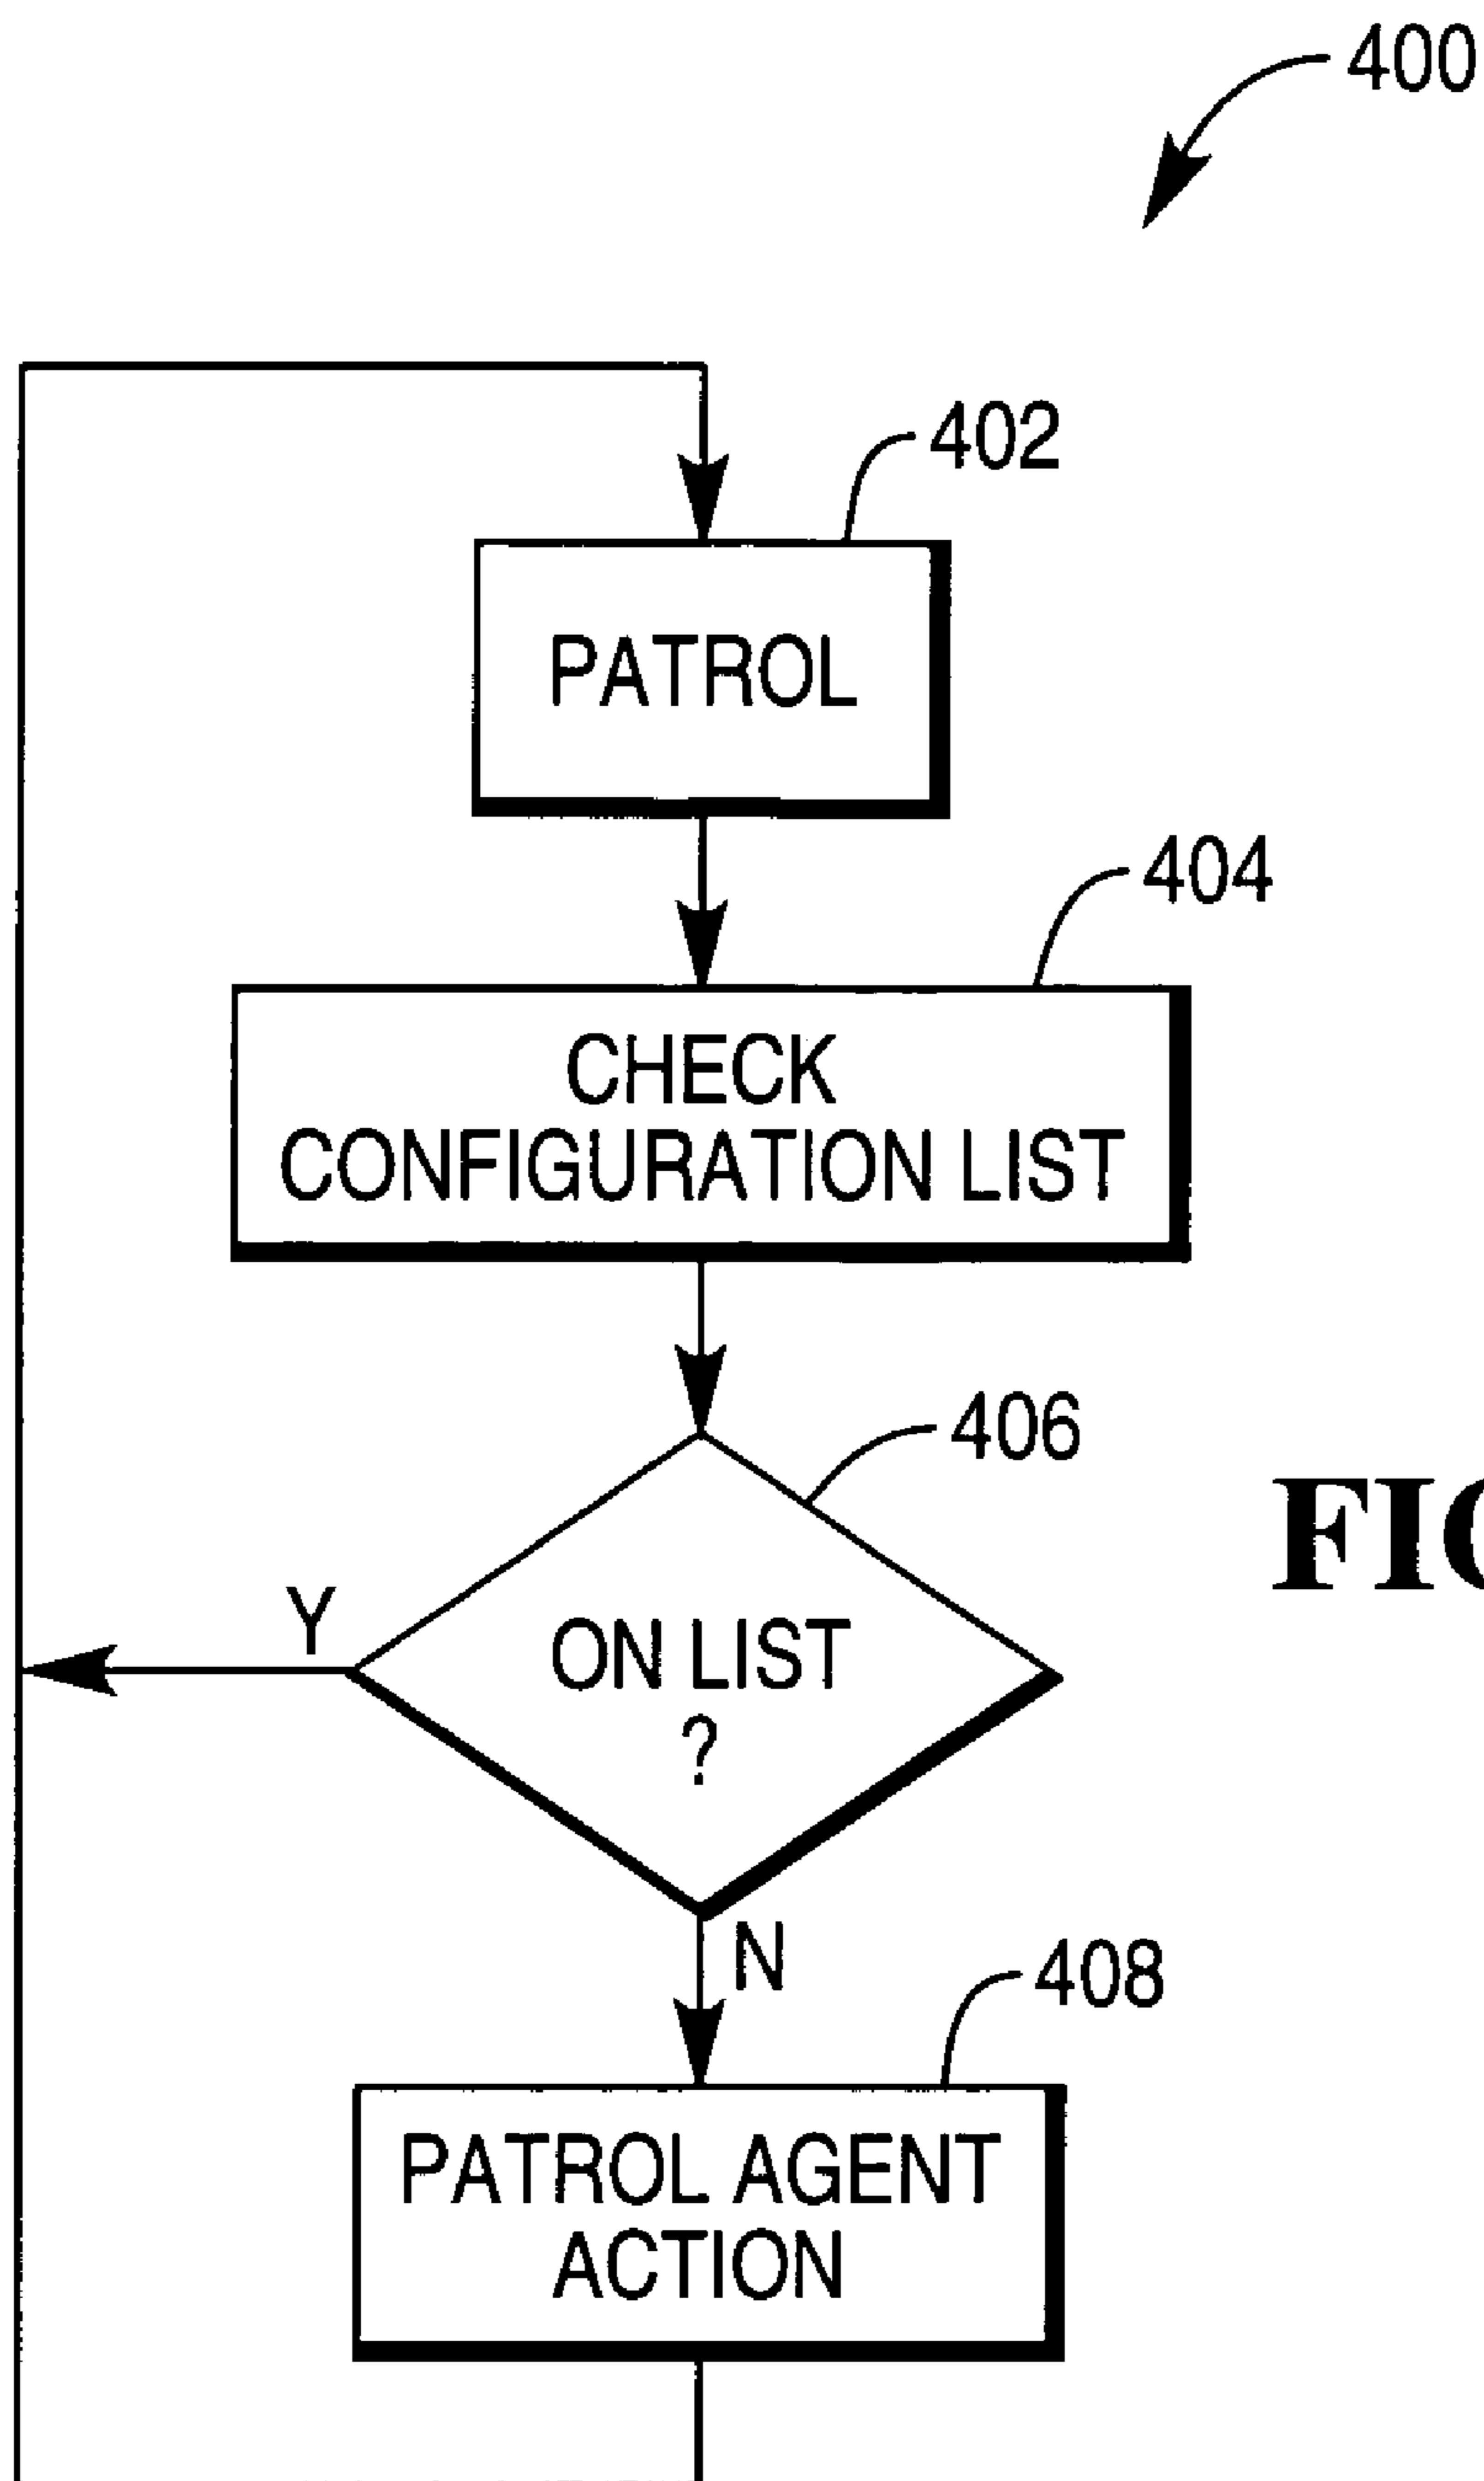 400
402
PATROL
404
CHECK
CONFIGURATION LIST
406
Y
ON LIST
?
N
408
PATROL AGENT
ACTION